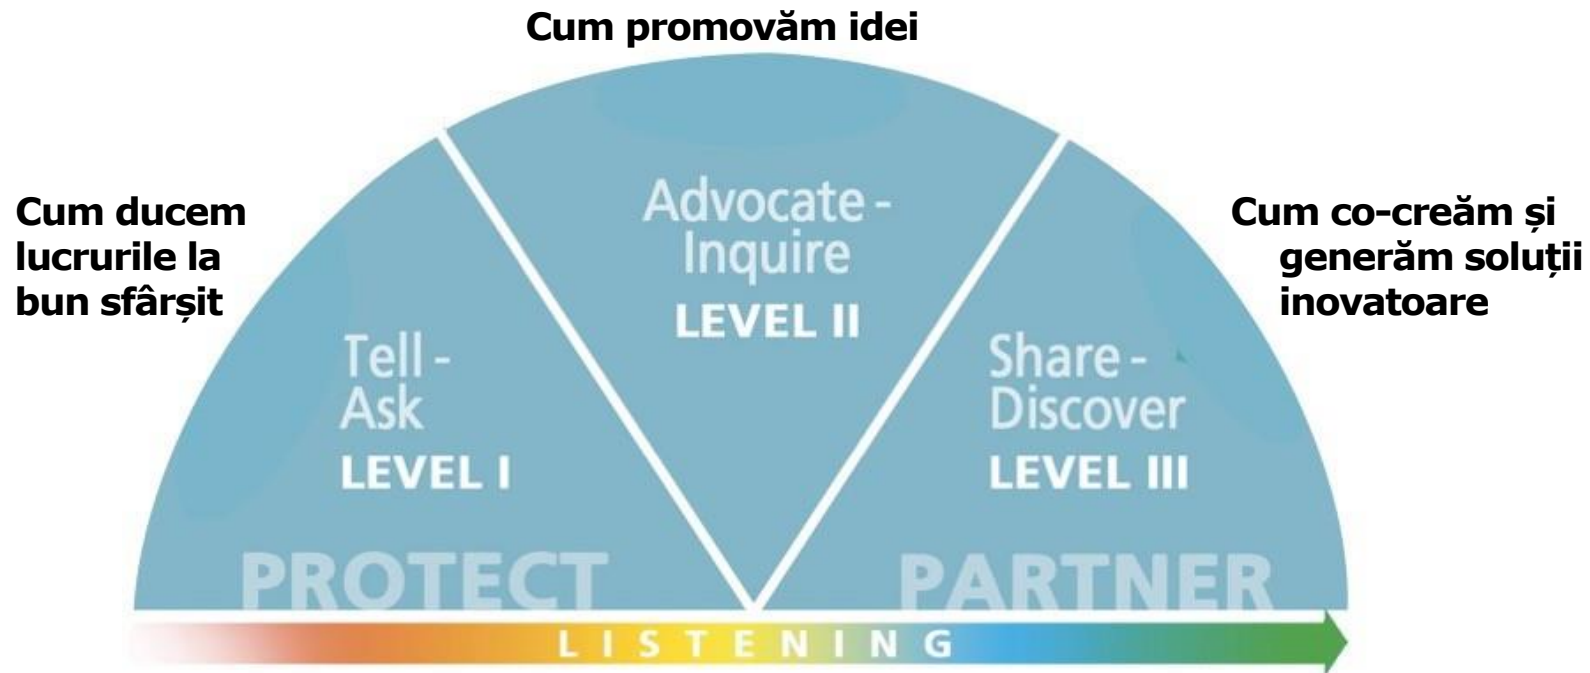 Cum promovăm idei
Cum ducem
lucrurile la
bun sfârșit
Advocate -
Inquire
LEVEL II
Cum co-creăm și
generăm soluții
inovatoare
Tell -
Ask
LEVEL I
Share -
Discover
LEVEL III
PROTECT
PARTNER
LISTENING